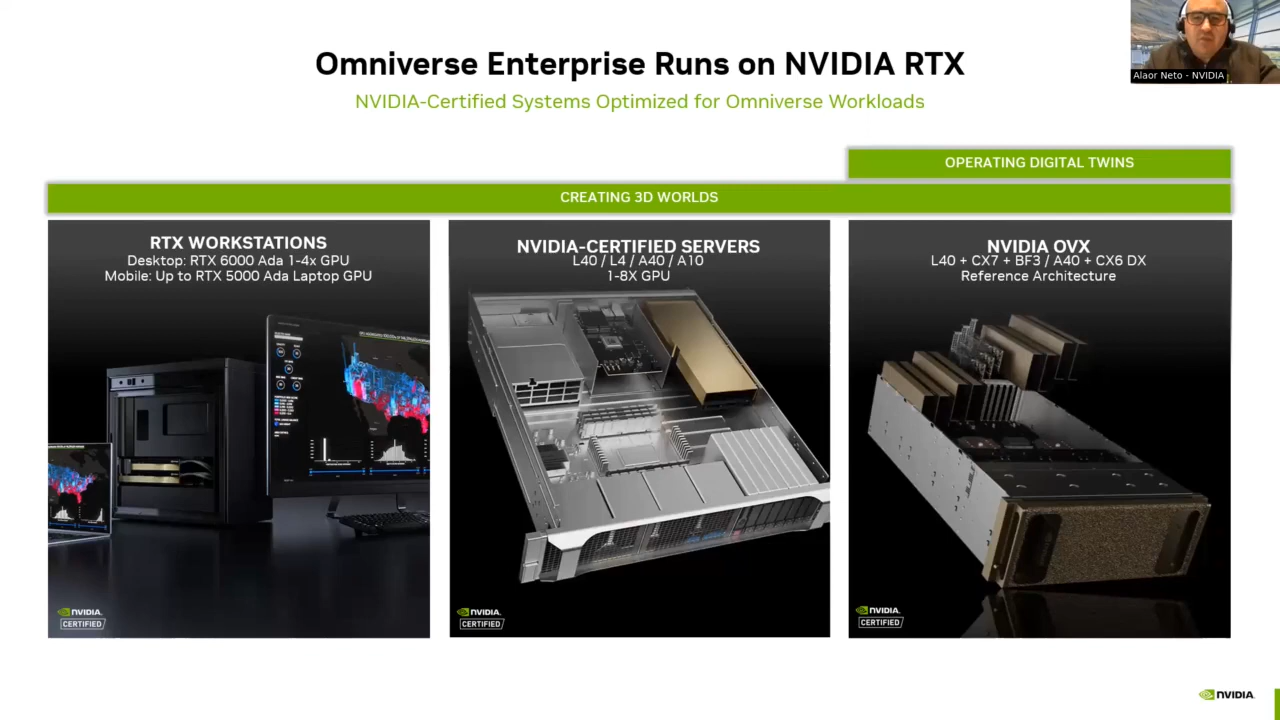 Omniverse Enterprise Runs on NVIDIA RTX
NVIDIA-Certified Systems Optimized for Omniverse Workloads
Alaor Neto - NVIDIA
OPERATING DIGITAL TWINS
CREATING 3D WORLDS
RTX WORKSTATIONS
Desktop: RTX 6000 Ada 1-4x GPU
Mobile: Up to RTX 5000 Ada Laptop GPU
NVIDIA.
CERTIFIED
NVIDIA-CERTIFIED SERVERS
L40 / L4 / A40 / A10
1-8X GPU
NVIDIA.
CERTIFIED
NVIDIA OVX
L40 + CX7 + BF3 / A40 + CX6 DX
Reference Architecture
NVIDIA.
CERTIFIED
NVIDIA.